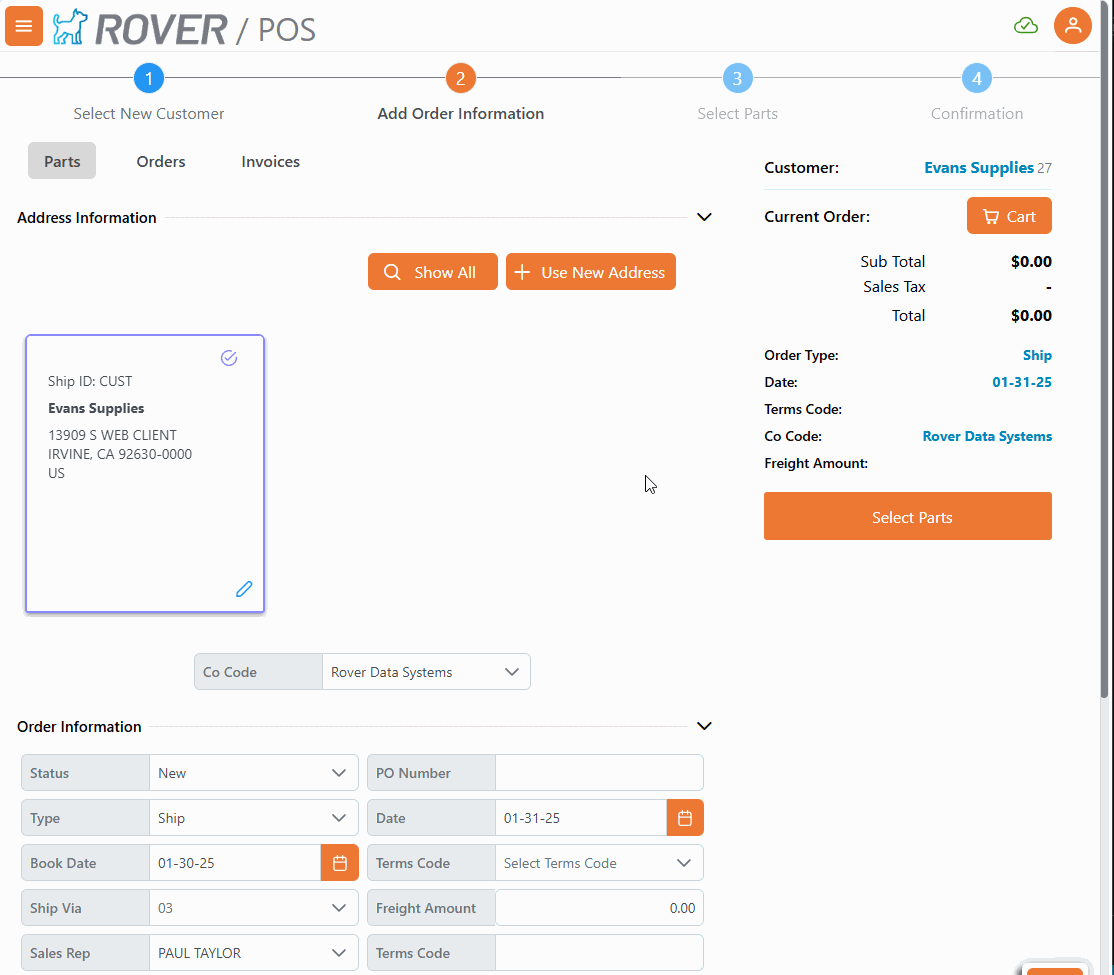 ROVER / POS
1 2 3 4
Select New Customer Add Order Information Select Parts Confirmation
Parts Orders Invoices
Address Information
Show All Use New Address
Ship ID: CUST
Evans Supplies
13909 S WEB CLIENT
IRVINE, CA 92630-0000
US
Co Code Rover Data Systems
Order Information
Status New PO Number
Type Ship Date 01-31-25
Book Date 01-30-25 Terms Code Select Terms Code
Ship Via 03 Freight Amount 0.00
Sales Rep PAUL TAYLOR Terms Code
Customer: Evans Supplies 27
Current Order: Cart
Sub Total $0.00
Sales Tax -
Total $0.00
Order Type: Ship
Date: 01-31-25
Terms Code:
Co Code: Rover Data Systems
Freight Amount:
Select Parts